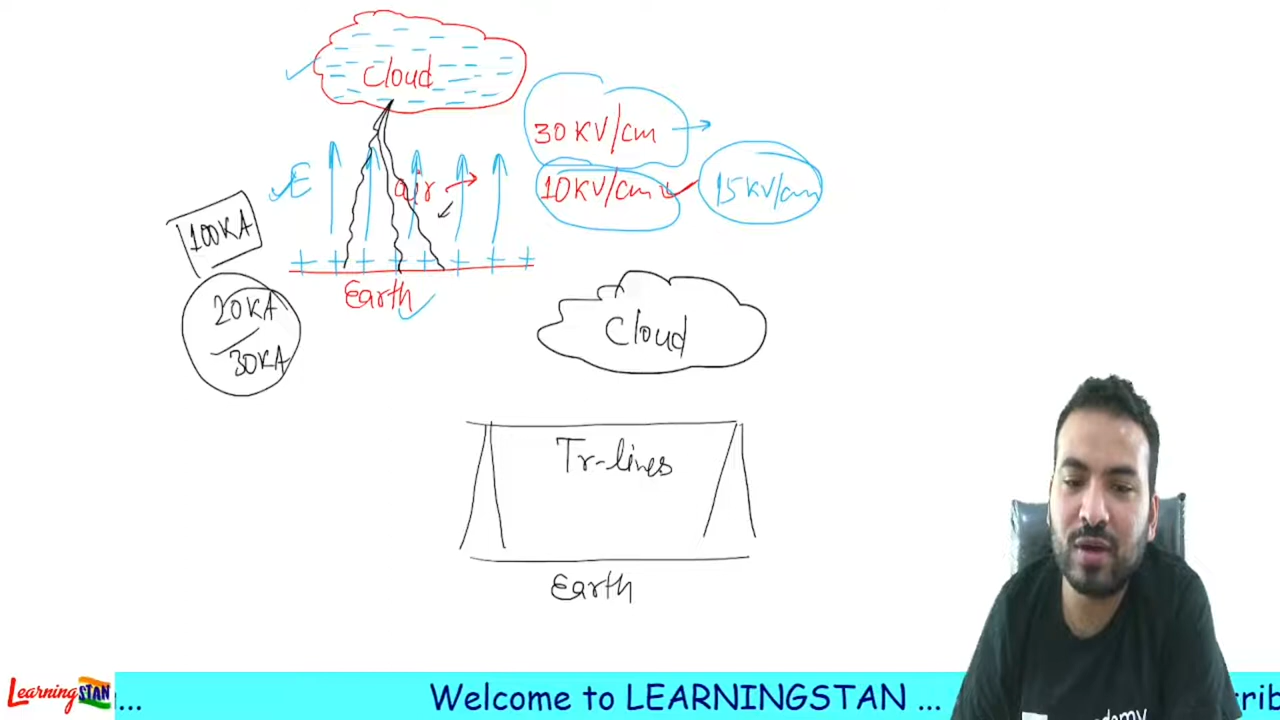 Cloud
30 KV/cm
10 KV/cm
15 KV/cm
E
air
100KA
Earth
20KA
30KA
Cloud
Tr-lines
Earth
LearningSTAN
...
Welcome to LEARNINGSTAN ...